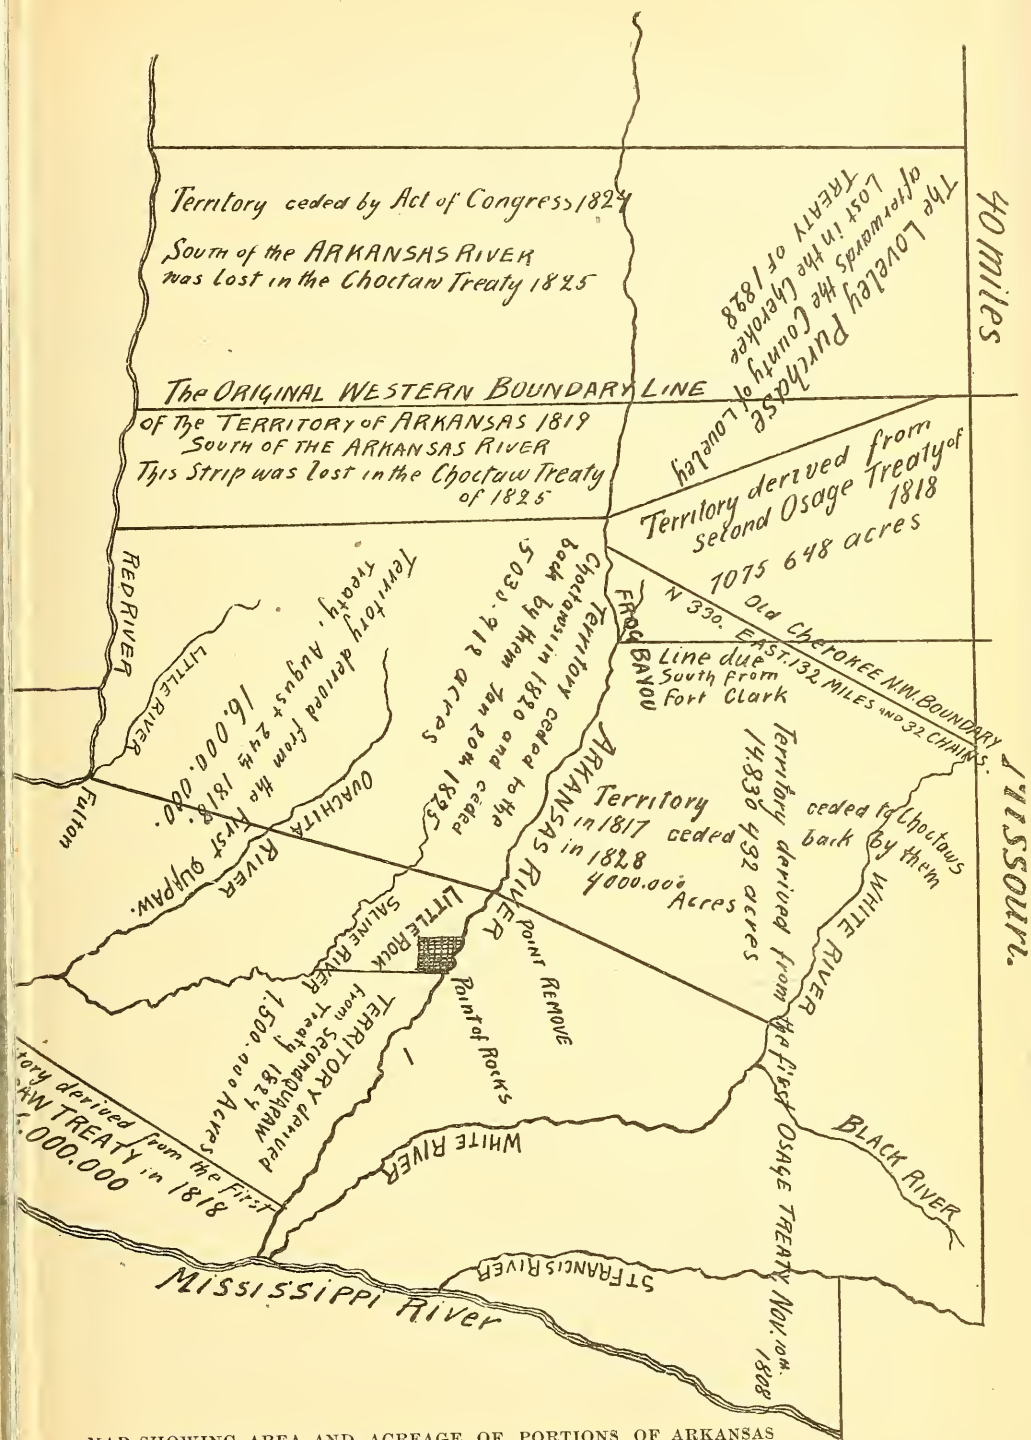 40 miles
Territory ceded by Act of Congress 1824
South of the ARKANSAS RIVER
was Lost in the Choctaw Treaty 1825
The Loveley Purchase
afterwards the County of Loveley
Lost in the Cherokee
TREATY OF 1828
The ORIGINAL WESTERN BOUNDARY LINE
of The TERRITORY OF ARKANSAS 1819
SOUTH OF THE ARKANSAS RIVER
This Strip was lost in the Choctaw Treaty
of 1825
Territory derived from
second Osage Treaty of
1818
1075 648 acres
Old CHEROKEE N.W. BOUNDARY
N 330. EAST. 132 MILES AND 32 CHAINS.
Missouri.
RED RIVER
LITTLE RIVER
Territory derived from the First QUAPAW.
Treaty, August 24th 1818.
16.000.000.
Territory ceded to the
Choctawsi in 1820 and ceded
back by them Jan 20th 1825
5030.912 acres
FROG BAYOU
Line due
South from
Fort Clark
ARKANSAS RIVER
Territory
in 1817 ceded
in 1828
4000.000
Acres
ceded to Choctaws
back by them
Territory derived from the first OSAGE TREATY, Nov. 10th. 1808
14.830 432 acres
Fulton
OUACHITA
RIVER
SALINE RIVER
LITTLE ROCK
POINT REMOVE
Point of Rocks
WHITE RIVER
TERRITORY derived
from SECOND QUAPAW
Treaty 1824
1.500.000 Acres
tory derived from the First
AW TREATY in 1818
.000.000
WHITE RIVER
BLACK RIVER
ST FRANCIS RIVER
MISSISSIPPI River
MAP SHOWING AREA AND ACREAGE OF PORTIONS OF ARKANSAS